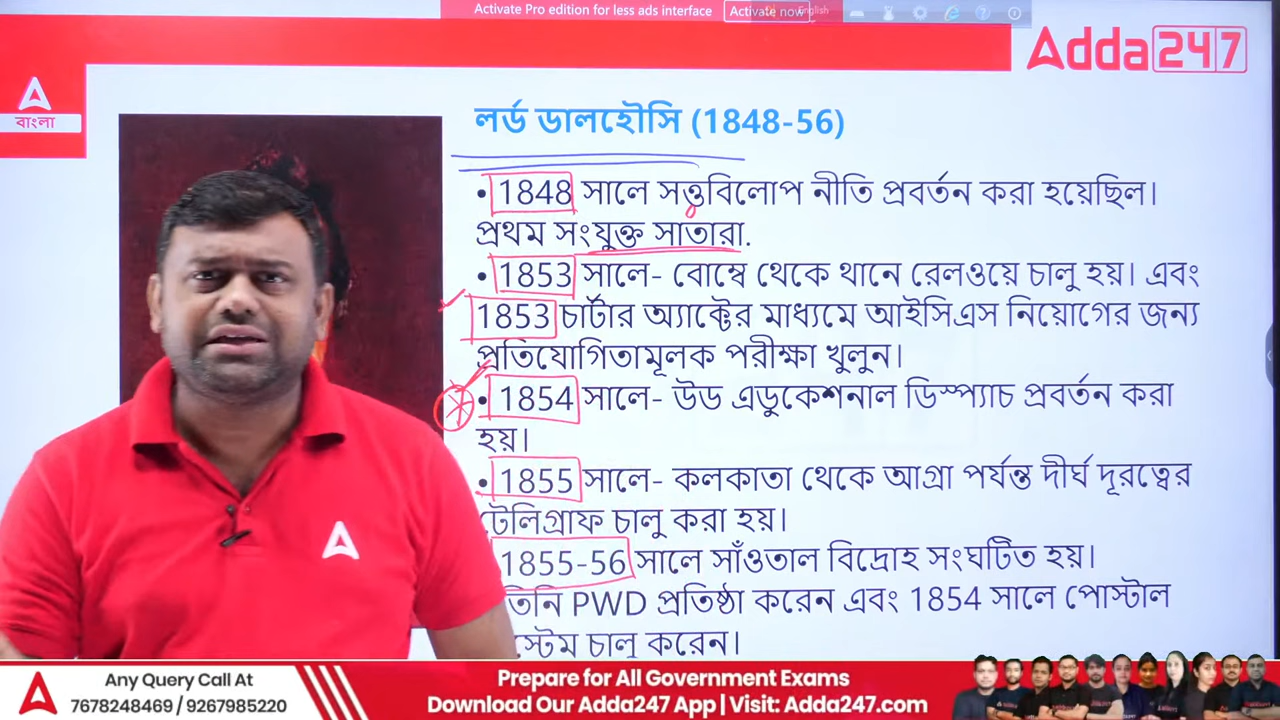 Activate Pro edition for less ads interface
Activate now
English
Adda247
বাংলা
লর্ড ডালহৌসি (1848-56)
• 1848 সালে সত্তবিলোপ নীতি প্রবর্তন করা হয়েছিল।
প্রথম সংযুক্ত সাতারা.
• 1853 সালে- বোম্বে থেকে থানে রেলওয়ে চালু হয়। এবং
1853 চার্টার অ্যাক্টের মাধ্যমে আইসিএস নিয়োগের জন্য
প্রতিযোগিতামূলক পরীক্ষা খুলুন।
• 1854 সালে- উড এডুকেশনাল ডিস্প্যাচ প্রবর্তন করা
হয়।
• 1855 সালে- কলকাতা থেকে আগ্রা পর্যন্ত দীর্ঘ দূরত্বের
টেলিগ্রাফ চালু করা হয়।
1855-56 সালে সাঁওতাল বিদ্রোহ সংঘটিত হয়।
তিনি PWD প্রতিষ্ঠা করেন এবং 1854 সালে পোস্টাল
স্টেম চালু করেন।
Any Query Call At
7678248469 / 9267985220
Prepare for All Government Exams
Download Our Adda247 App | Visit: Adda247.com